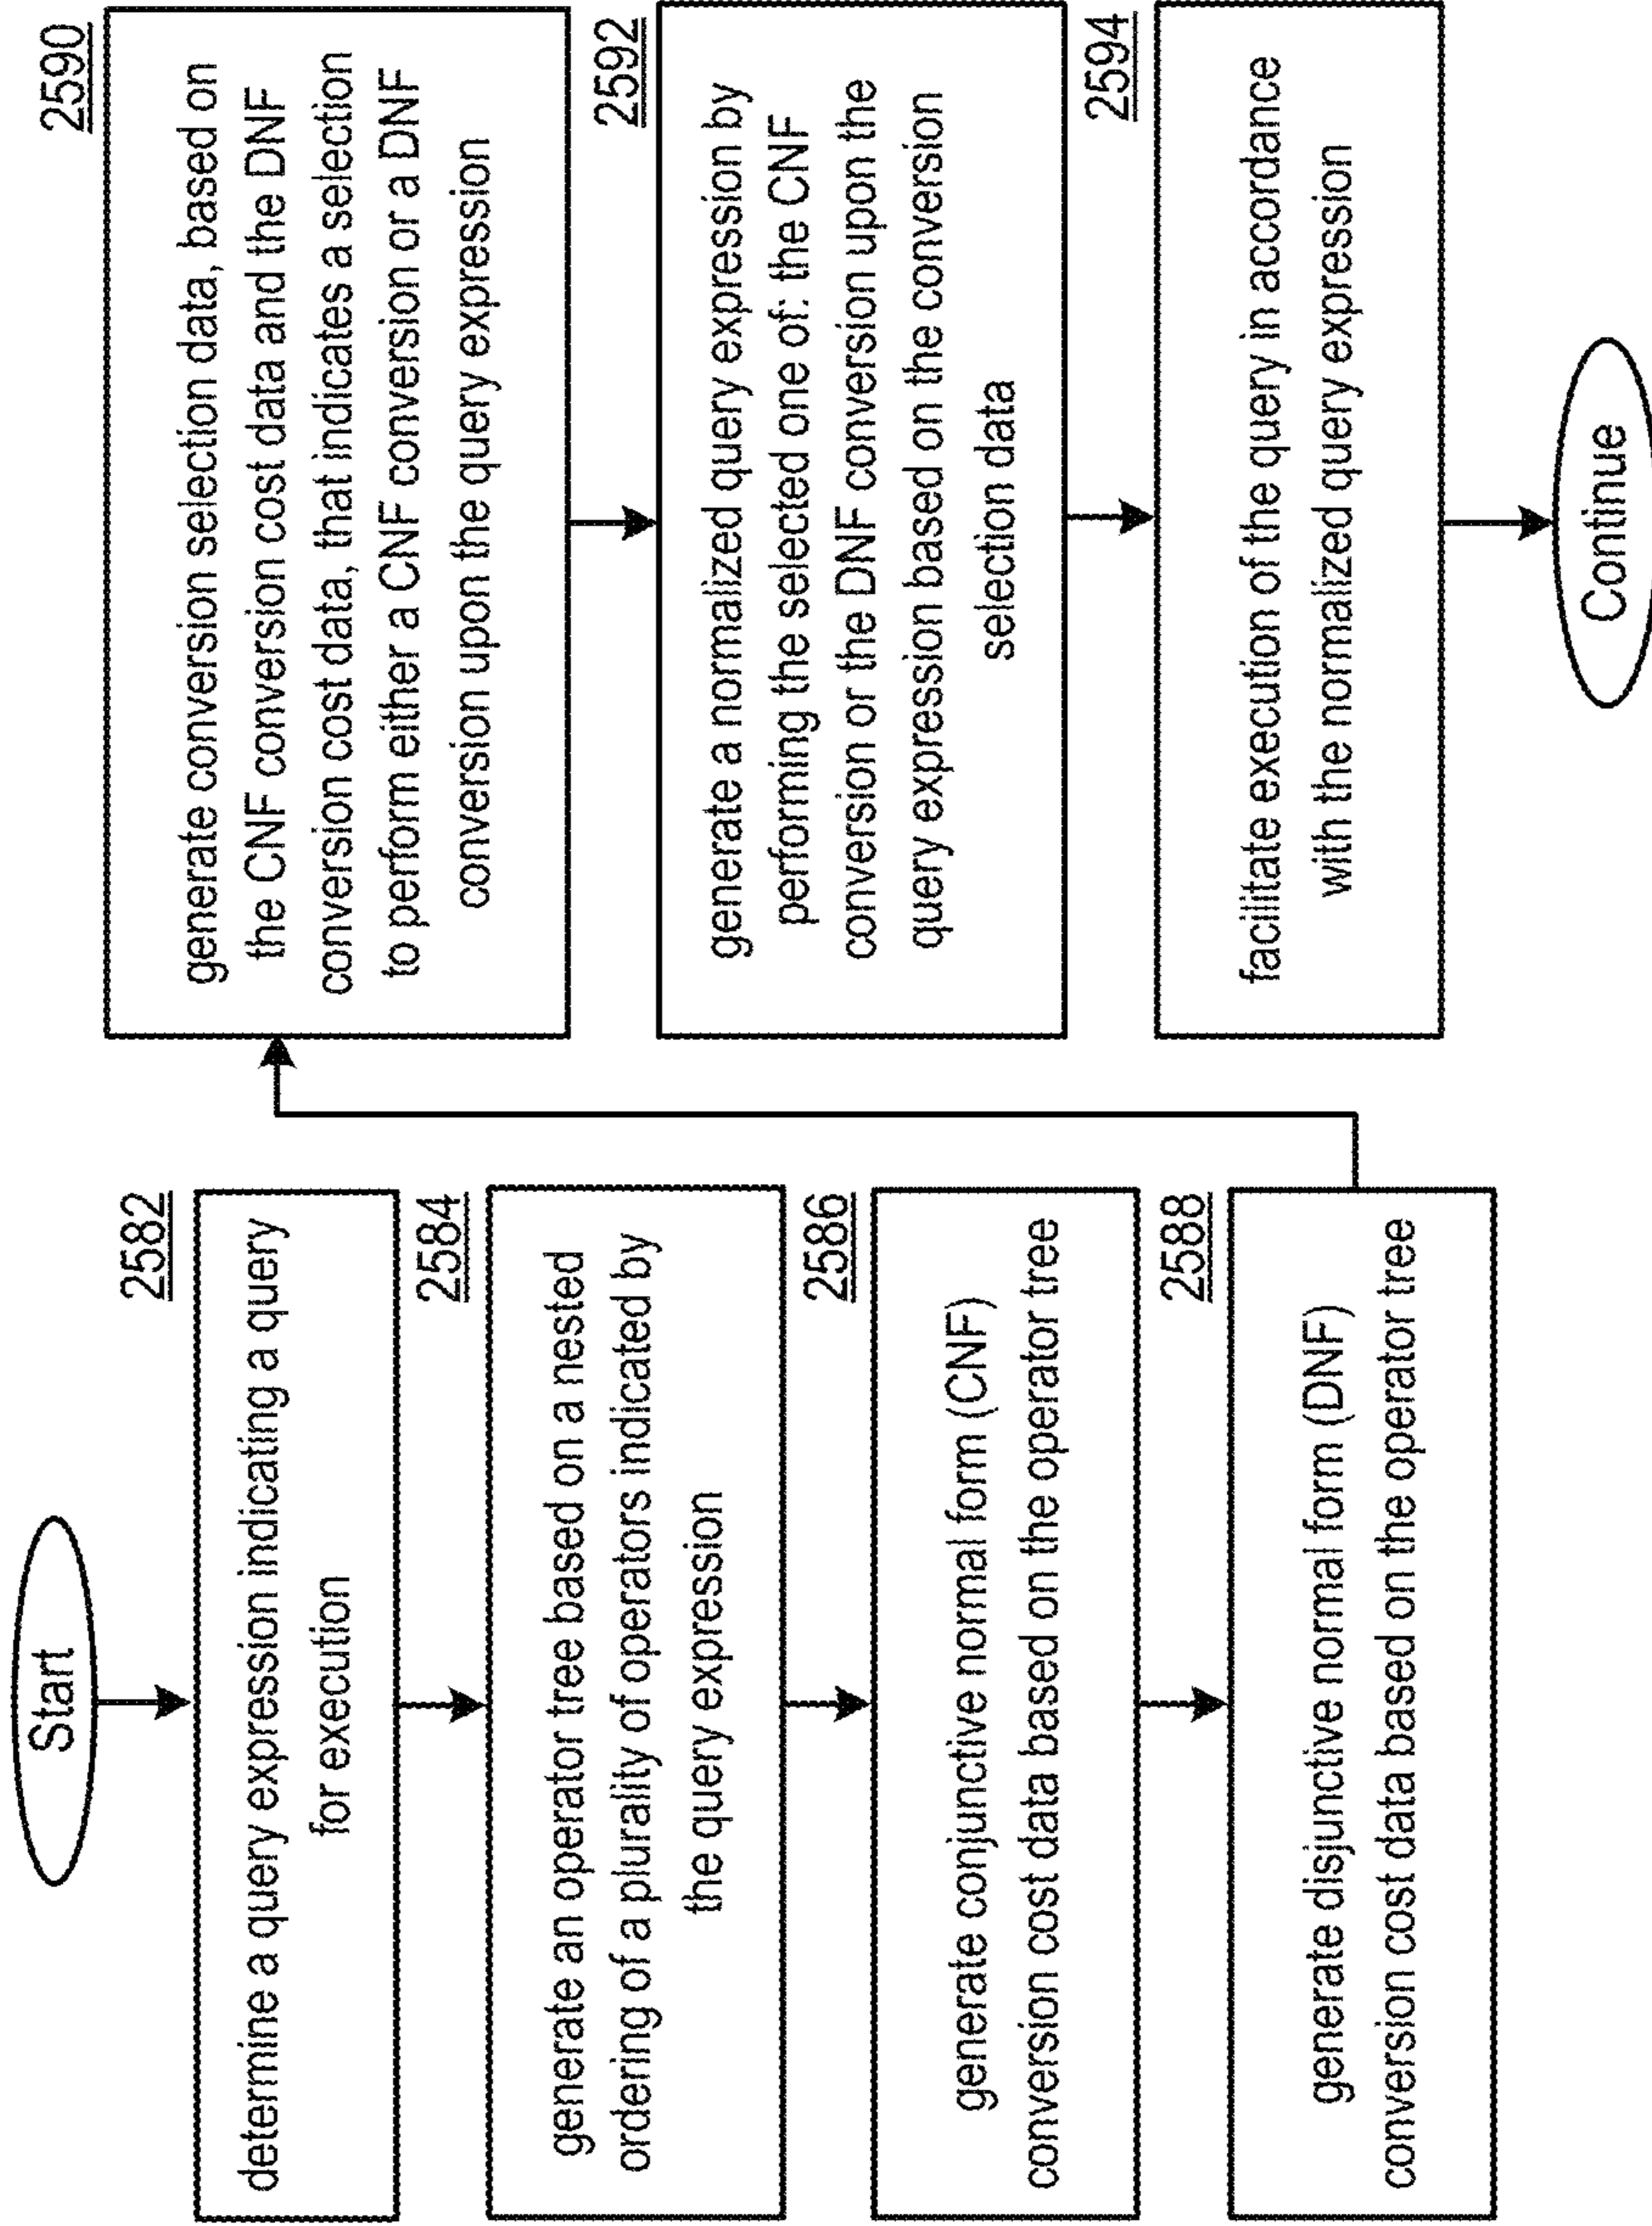 Start
2582
determine a query expression indicating a query
for execution
2584
generate an operator tree based on a nested
ordering of a plurality of operators indicated by
the query expression
2586
generate conjunctive normal form (CNF)
conversion cost data based on the operator tree
2588
generate disjunctive normal form (DNF)
conversion cost data based on the operator tree
2590
generate conversion selection data, based on
the CNF conversion cost data and the DNF
conversion cost data, that indicates a selection
to perform either a CNF conversion or a DNF
conversion upon the query expression
2592
generate a normalized query expression by
performing the selected one of: the CNF
conversion or the DNF conversion upon the
query expression based on the conversion
selection data
2594
facilitate execution of the query in accordance
with the normalized query expression
Continue